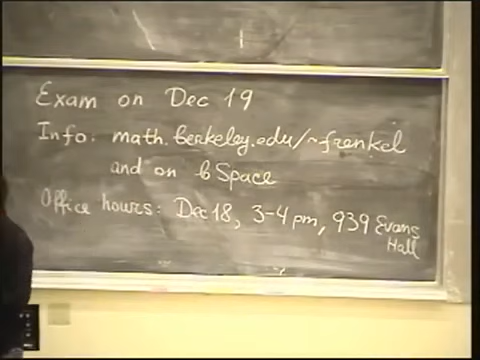 Exam on Dec 19
Info: math.berkeley.edu/~frenkel
and on bSpace
Office hours: Dec 18, 3-4 pm, 939 Evans
Hall